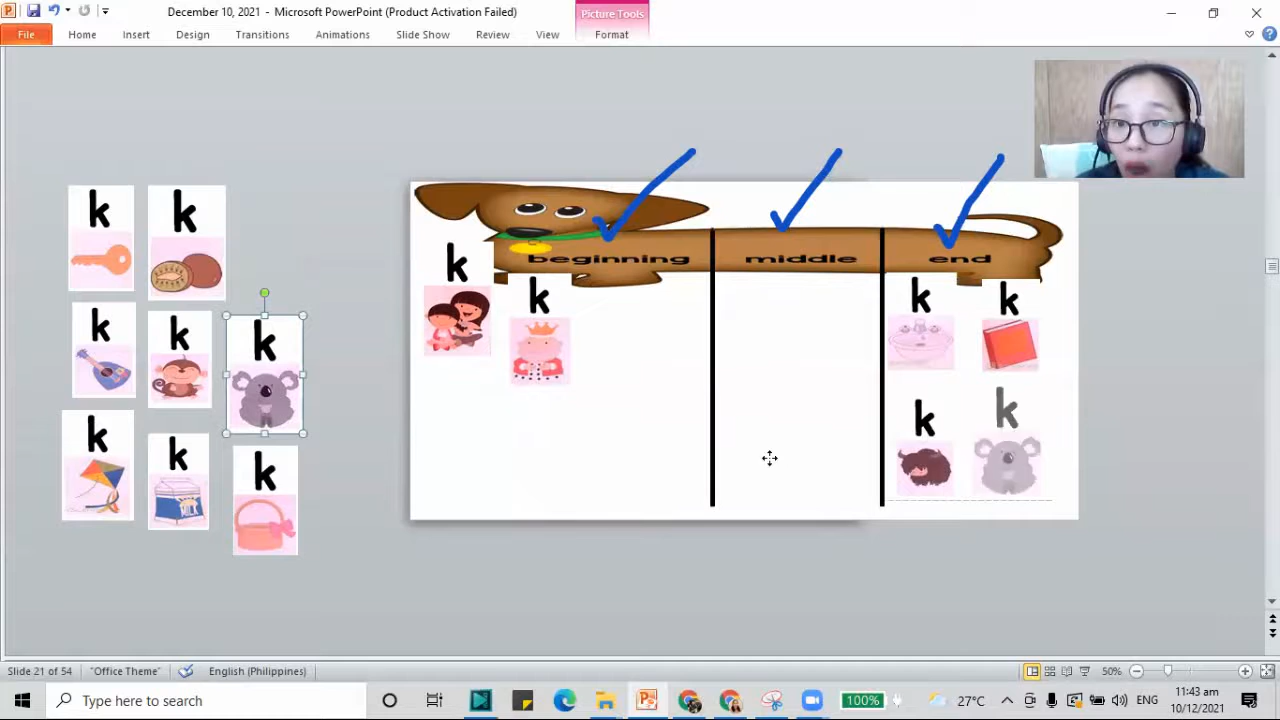 December 10, 2021 - Microsoft PowerPoint (Product Activation Failed)
Picture Tools
File Home Insert Design Transitions Animations Slide Show Review View Format
k k
k k k
k k k
beginning middle end
k k
k k
k k
Slide 21 of 54 "Office Theme" English (Philippines) 50%
Type here to search
100% 27°C ENG
11:43 am
10/12/2021